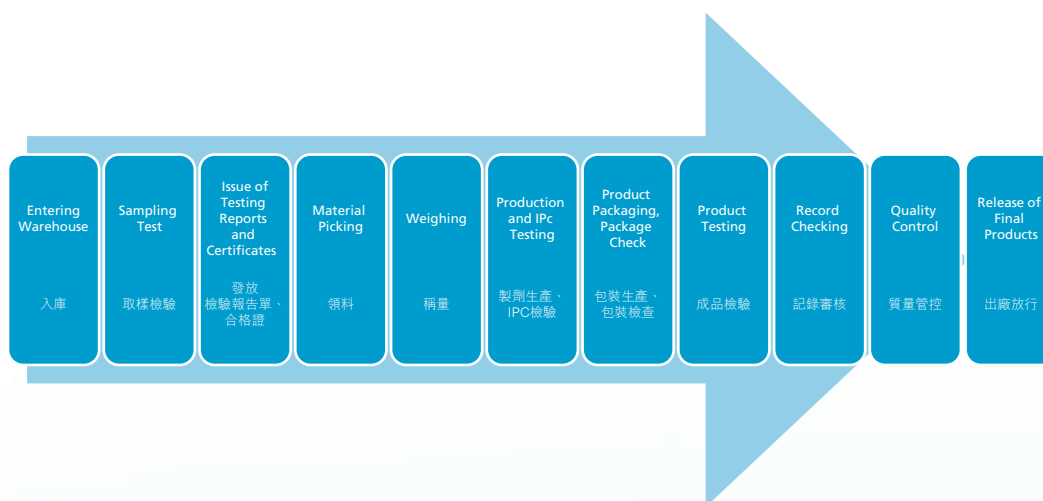 Entering
Warehouse
入庫
Sampling
Test
取樣檢驗
Issue of
Testing
Reports
and
Certificates
發放
檢驗報告單、
合格證
Material
Picking
領料
Weighing
稱量
Production
and IPc
Testing
製劑生產、
IPC檢驗
Product
Packaging,
Package
Check
包裝生產、
包裝檢查
Product
Testing
成品檢驗
Record
Checking
記錄審核
Quality
Control
質量管控
Release of
Final
Products
出廠放行